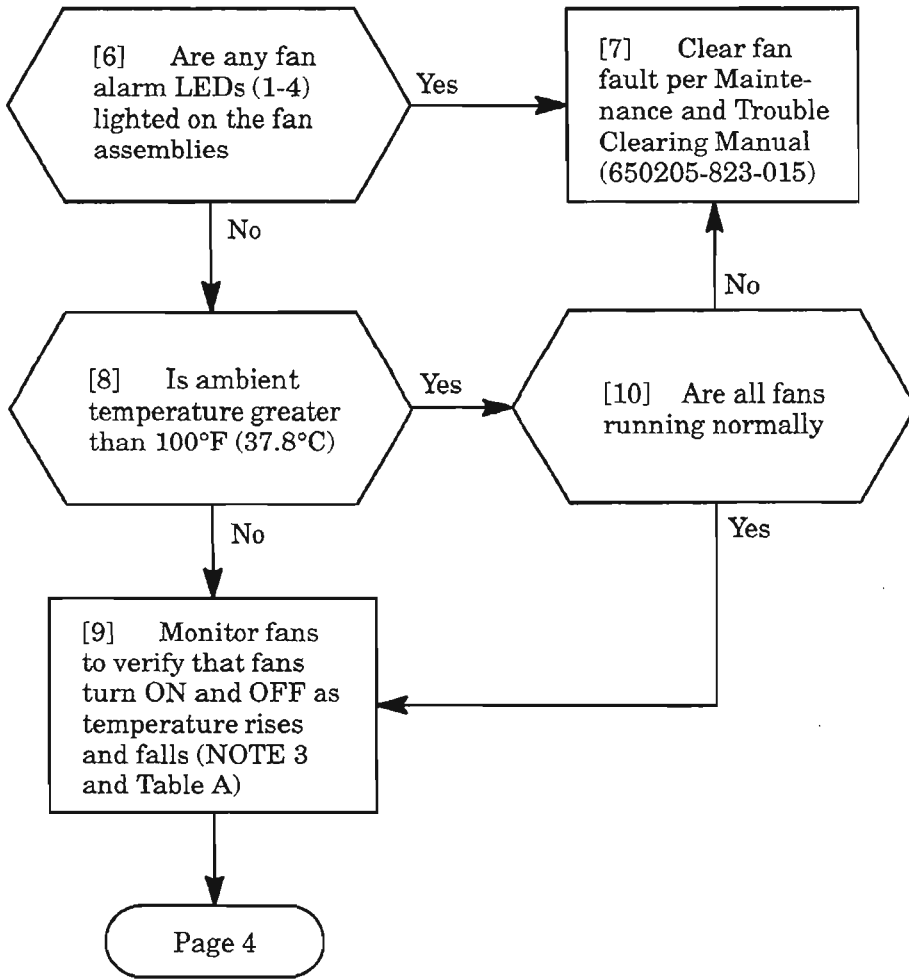 [6] Are any fan
alarm LEDs (1-4)
lighted on the fan
assemblies
Yes
[7] Clear fan
fault per Mainte-
nance and Trouble
Clearing Manual
(650205-823-015)
No
No
[8] Is ambient
temperature greater
than 100°F (37.8°C)
Yes
[10] Are all fans
running normally
No
Yes
[9] Monitor fans
to verify that fans
turn ON and OFF as
temperature rises
and falls (NOTE 3
and Table A)
Page 4